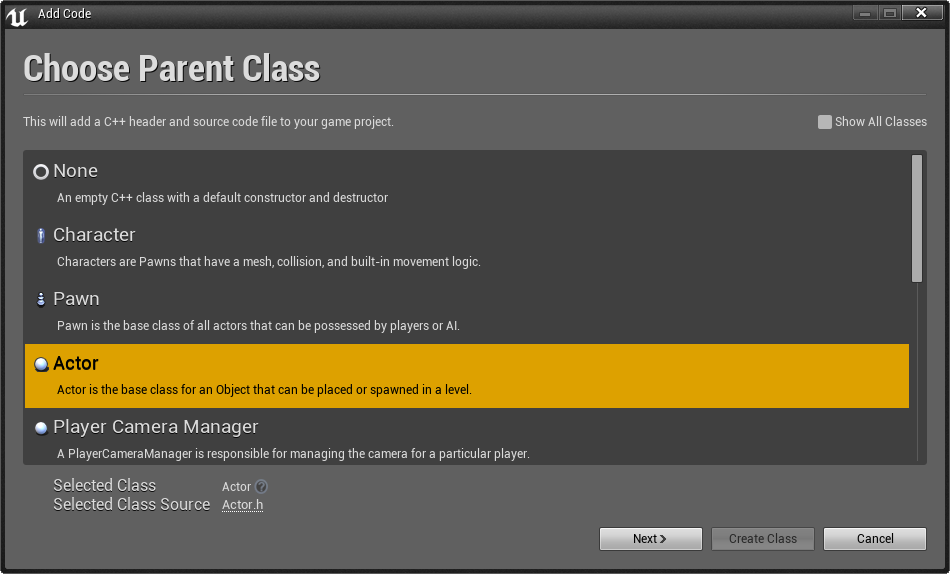 Add Code
Choose Parent Class
This will add a C++ header and source code file to your game project.
Show All Classes
None
An empty C++ class with a default constructor and destructor
Character
Characters are Pawns that have a mesh, collision, and built-in movement logic.
Pawn
Pawn is the base class of all actors that can be possessed by players or AI.
Actor
Actor is the base class for an Object that can be placed or spawned in a level.
Player Camera Manager
A PlayerCameraManager is responsible for managing the camera for a particular player.
Selected Class Actor ?
Selected Class Source Actor.h
Next > Create Class Cancel